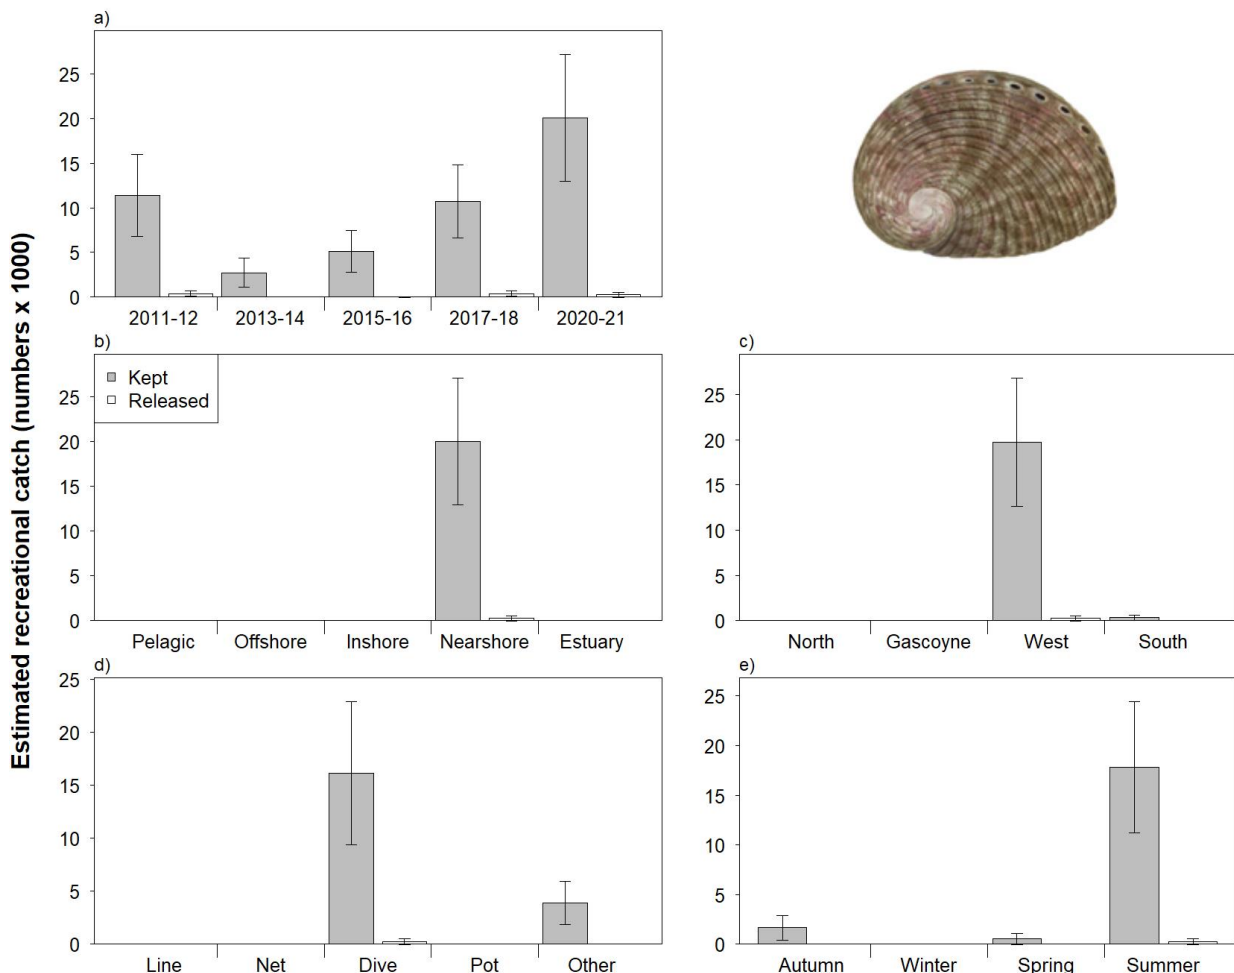 Estimated recreational catch (numbers x 1000)
a)
25
20
15
10
5
0
2011-12 2013-14 2015-16 2017-18 2020-21
b)
Kept
Released
25
20
15
10
5
0
Pelagic Offshore Inshore Nearshore Estuary
c)
25
20
15
10
5
0
North Gascoyne West South
d)
25
20
15
10
5
0
Line Net Dive Pot Other
e)
25
20
15
10
5
0
Autumn Winter Spring Summer